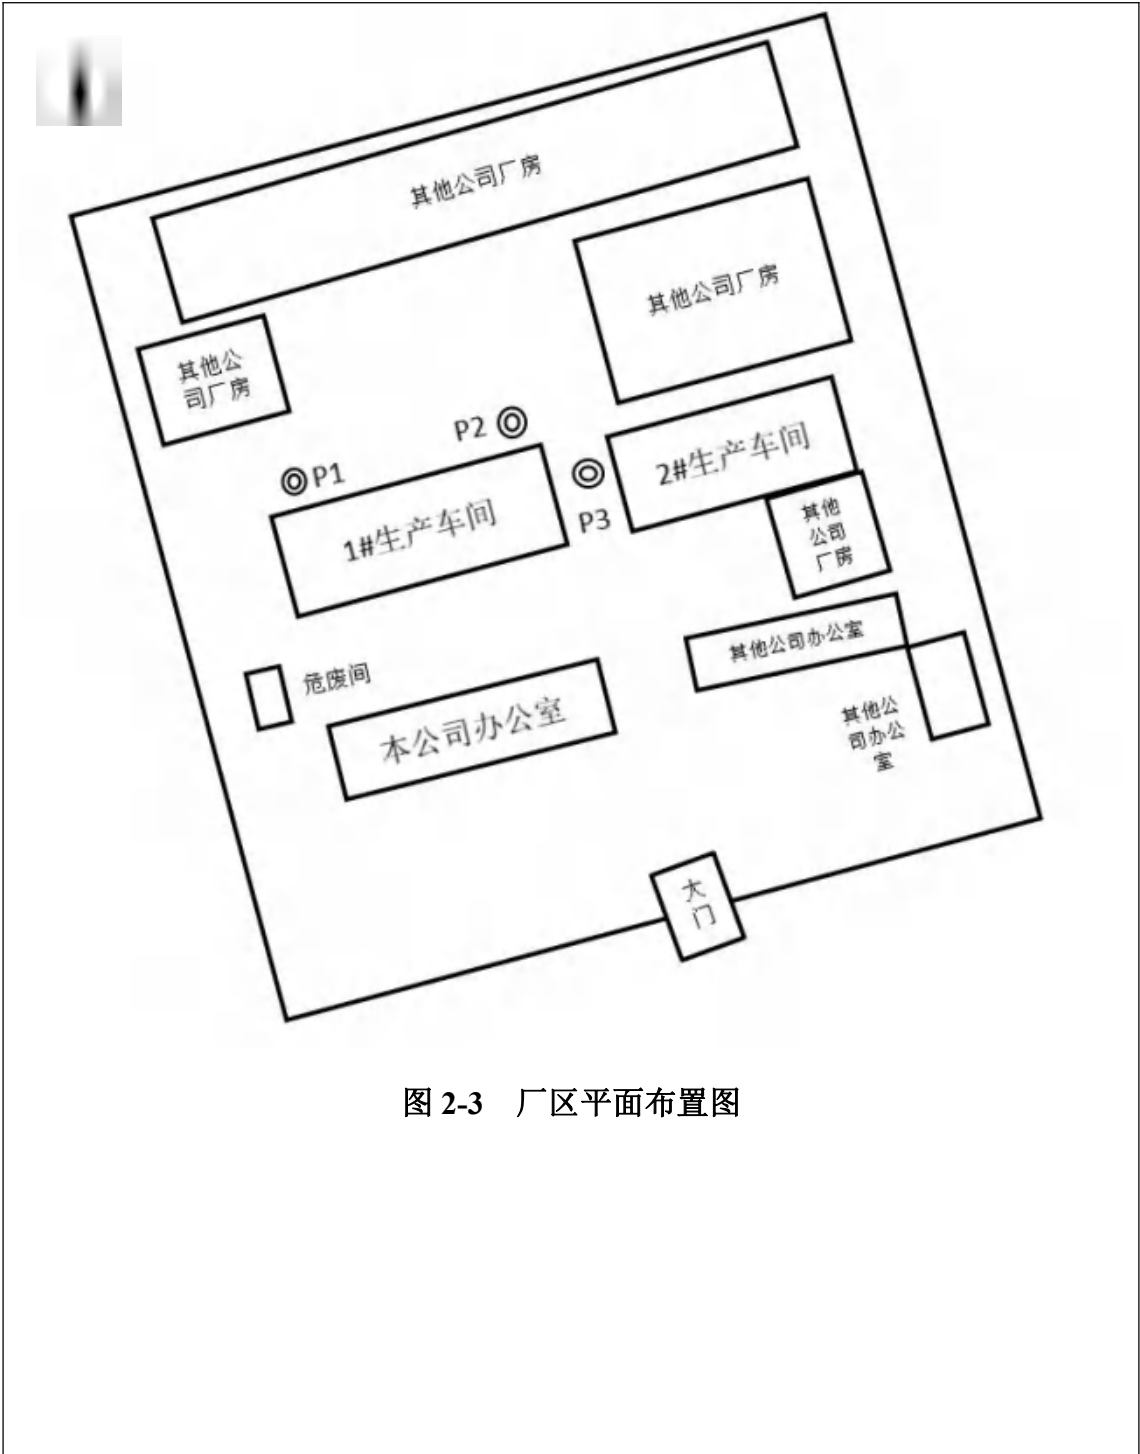 其他公司厂房
其他公司厂房
其他公
司厂房
P2
P1
2#生产车间
1#生产车间
P3
其他
公司
厂房
其他公司办公室
危废间
本公司办公室
其他公
司办公
室
大
门
图 2-3 厂区平面布置图